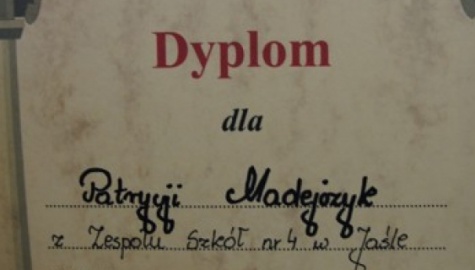 Dyplom
dla
Patrycji Madejczyk
z Zespołu Szkół nr 4 w Jaśle